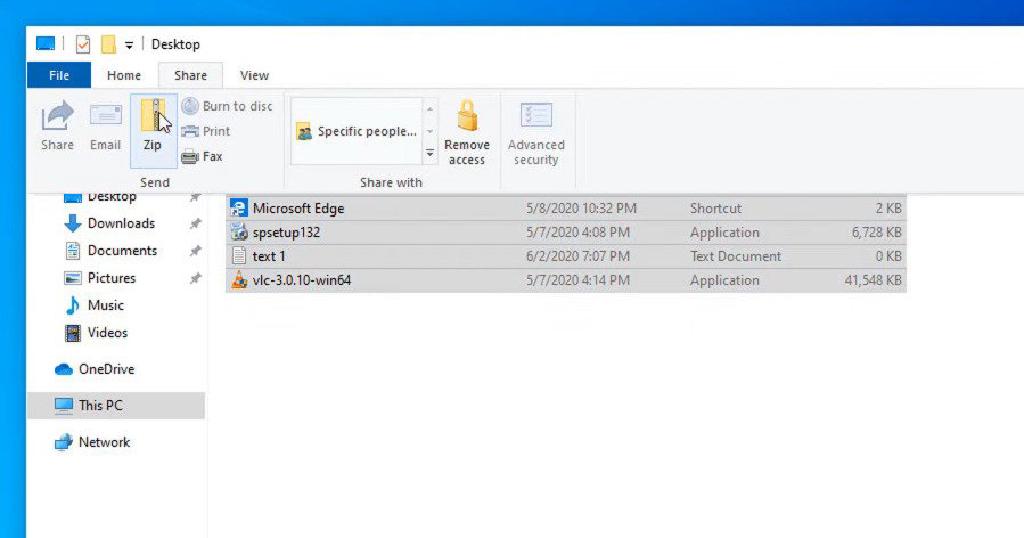 Desktop
File Home Share View
Share
Email
Zip
Burn to disc
Print
Fax
Send
Specific people...
Remove access
Share with
Advanced security
Desktop
Downloads
Documents
Pictures
Music
Videos
OneDrive
This PC
Network
Microsoft Edge 5/8/2020 10:32 PM Shortcut 2 KB
spsetup132 5/7/2020 4:08 PM Application 6,728 KB
text 1 6/2/2020 7:07 PM Text Document 0 KB
vlc-3.0.10-win64 5/7/2020 4:14 PM Application 41,548 KB